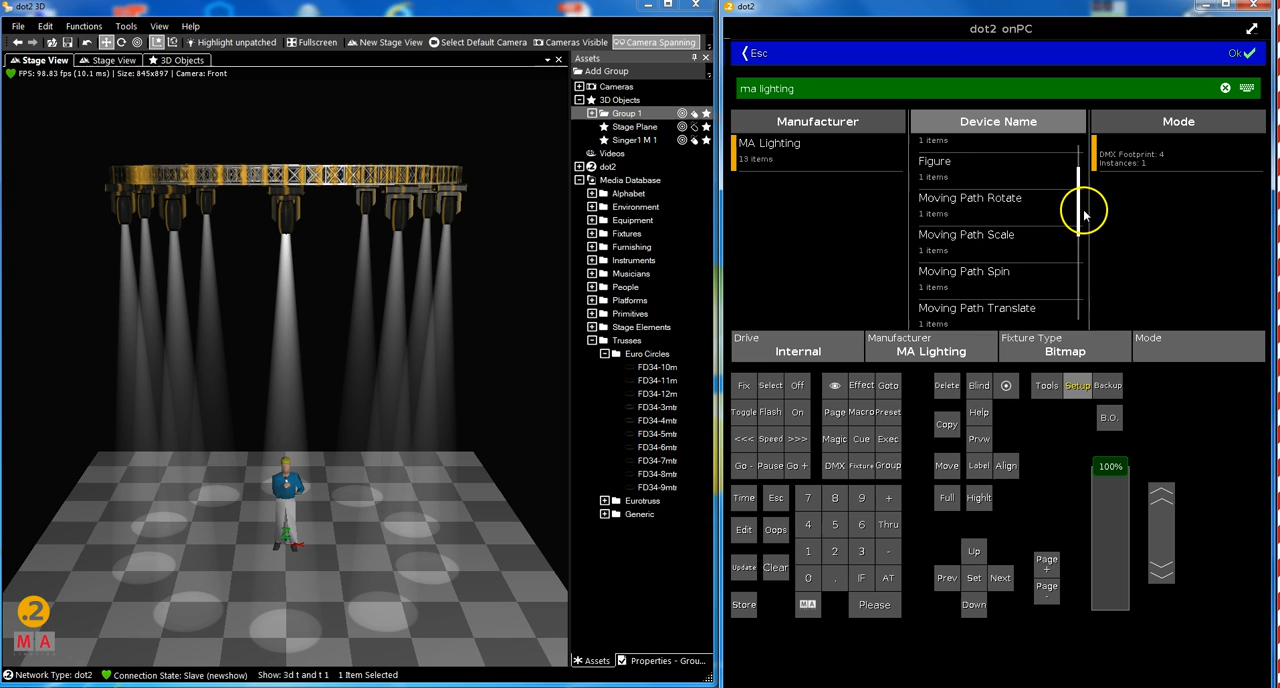 dot2 3D
File Edit Functions Tools View Help
Highlight unpatched Fullscreen New Stage View Select Default Camera Cameras Visible Camera Spanning
Stage View Stage View 3D Objects
FPS: 98.83 fps (10.1 ms) | Size: 845x897 | Camera: Front
.2
MA
Network Type: dot2 Connection State: Slave (newshow) Show: 3d t and t 1 1 Item Selected
Assets
Add Group
Cameras
3D Objects
Group 1
Stage Plane
Singer1 M 1
Videos
dot2
Media Database
Alphabet
Environment
Equipment
Fixtures
Furnishing
Instruments
Musicians
People
Platforms
Primitives
Stage Elements
Trusses
Euro Circles
FD34-10m
FD34-11m
FD34-12m
FD34-3mtr
FD34-4mtr
FD34-5mtr
FD34-6mtr
FD34-7mtr
FD34-8mtr
FD34-9mtr
Eurotruss
Generic
Assets Properties - Grou...
dot2
dot2 onPC
Esc Ok
ma lighting
Manufacturer Device Name Mode
MA Lighting
13 items
1 items
Figure
1 items
Moving Path Rotate
1 items
Moving Path Scale
1 items
Moving Path Spin
1 items
Moving Path Translate
1 items
DMX Footprint: 4
Instances: 1
Drive Manufacturer Fixture Type Mode
Internal MA Lighting Bitmap
Fix Select Off Effect Goto Delete Blind Tools Setup Backup
Toggle Flash On Page Macro Preset Copy Help B.O.
<<< Speed >>> Magic Cue Exec Prvw
Go - Pause Go + DMX Fixture Group Move Label Align 100%
Time Esc 7 8 9 + Full Highlt
Edit Oops 4 5 6 Thru
1 2 3 - Up Page +
Update Clear 0 . IF AT Prev Set Next Page -
Store MA Please Down